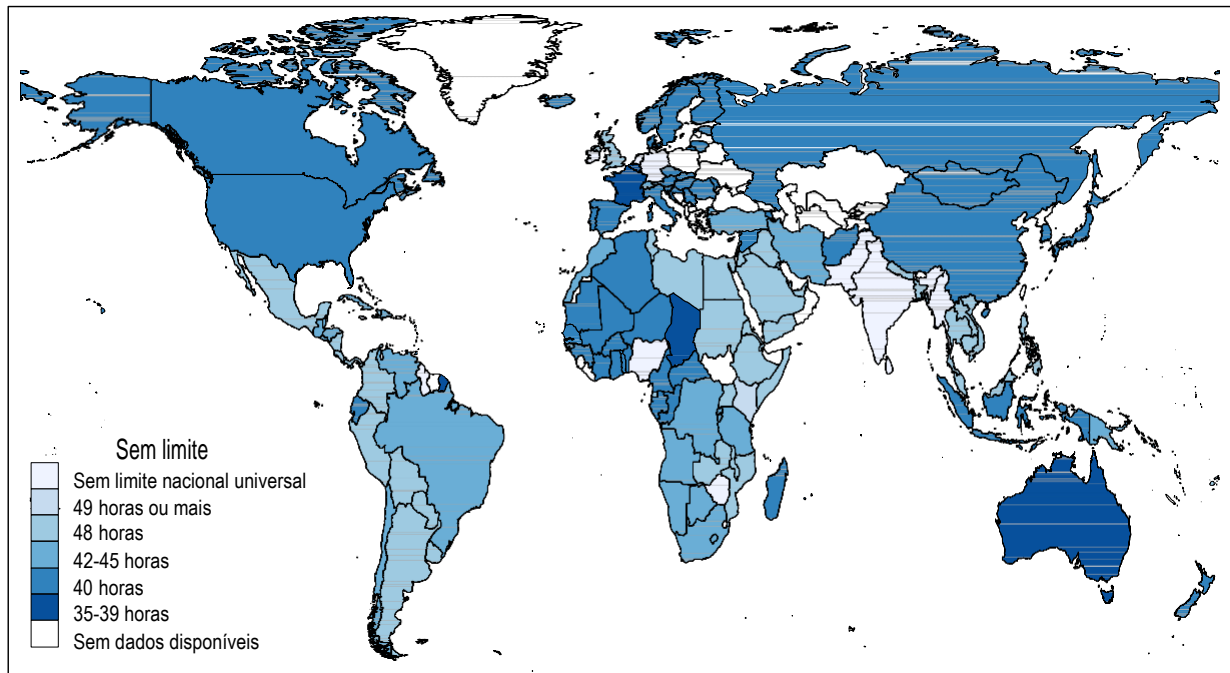 Sem limite
Sem limite nacional universal
49 horas ou mais
48 horas
42-45 horas
40 horas
35-39 horas
Sem dados disponíveis